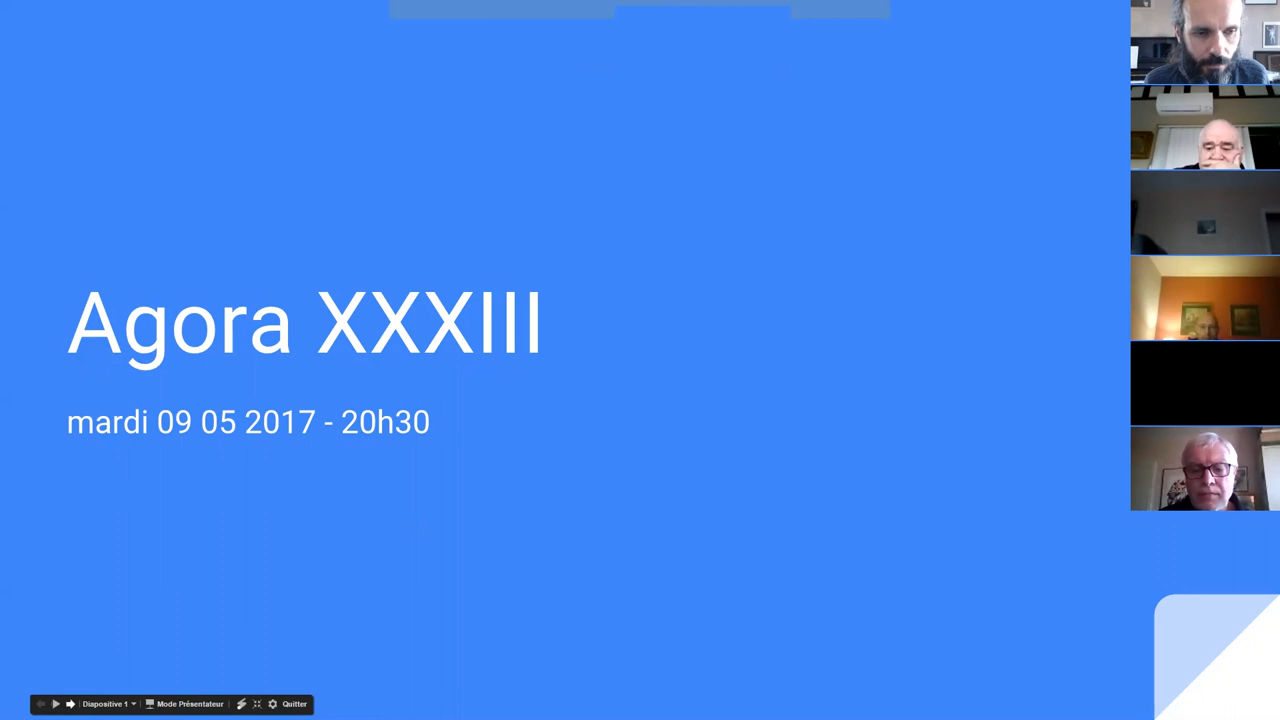 Agora XXXIII
mardi 09 05 2017 - 20h30
Diapositive 1
Mode Présentateur
Quitter